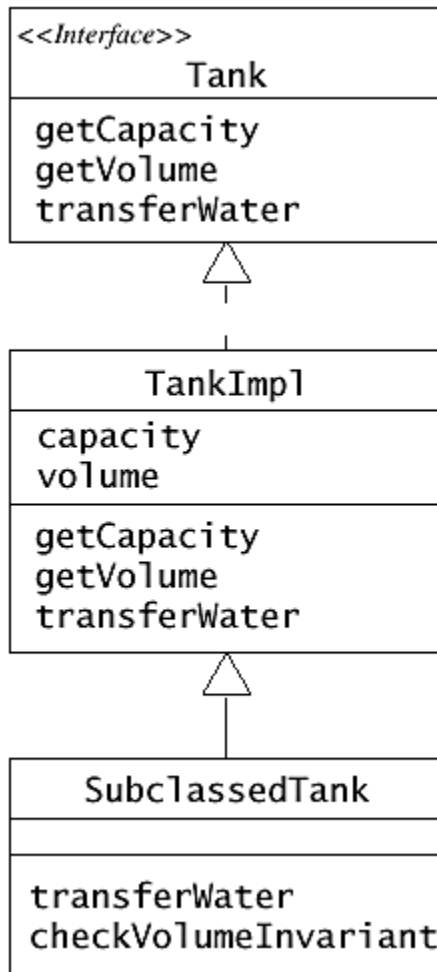 <<Interface>>
Tank
getCapacity
getVolume
transferWater
TankImpl
capacity
volume
getCapacity
getVolume
transferWater
SubclassedTank
transferWater
checkVolumeInvariant